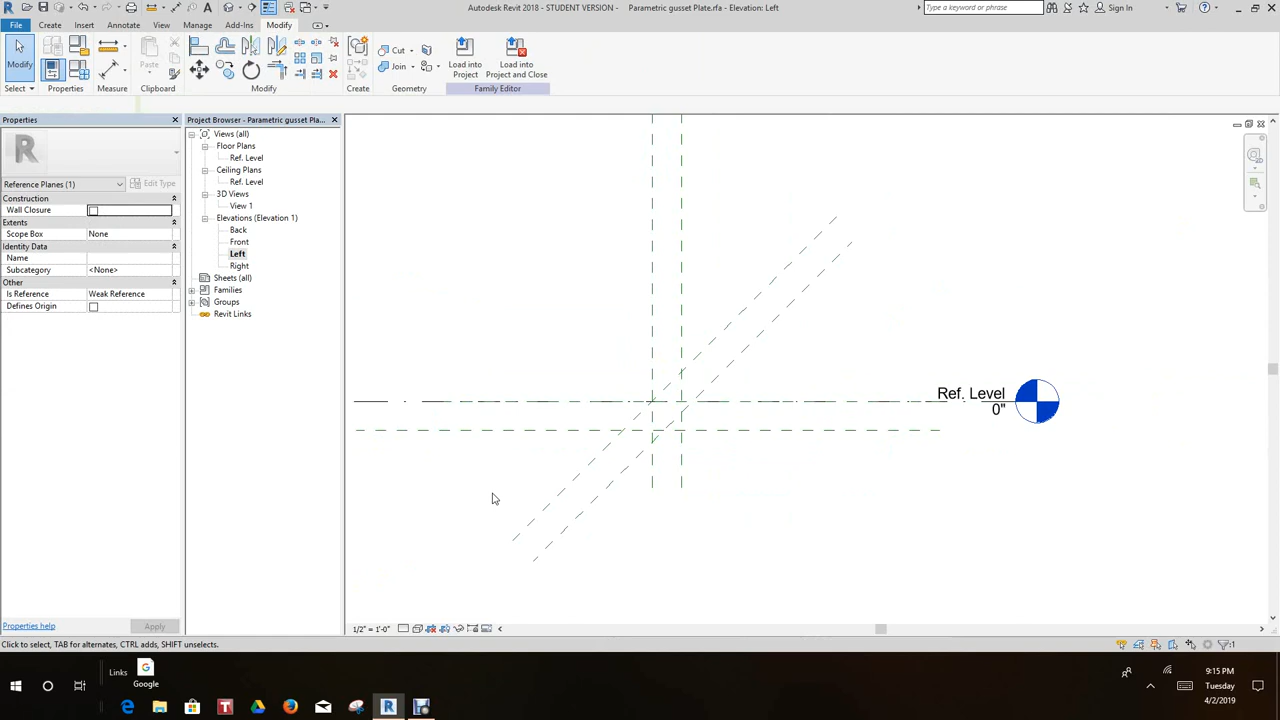 Autodesk Revit 2018 - STUDENT VERSION - Parametric gusset Plate.rfa - Elevation: Left
Type a keyword or phrase
Sign In
File Create Insert Annotate View Manage Add-Ins Modify
Modify
Paste
Cut
Join
Load into
Project
Load into
Project and Close
Select Properties Clipboard Geometry Measure Modify Create Family Editor
Properties
Reference Planes (1)
Edit Type
Construction
Wall Closure
Extents
Scope Box None
Identity Data
Name
Subcategory <None>
Other
Is Reference Weak Reference
Defines Origin
Properties help
Apply
Project Browser - Parametric gusset Pla...
Views (all)
Floor Plans
Ref. Level
Ceiling Plans
Ref. Level
3D Views
View 1
Elevations (Elevation 1)
Back
Front
Left
Right
Sheets (all)
Families
Groups
Revit Links
Ref. Level
0"
1/2" = 1'-0"
Click to select, TAB for alternates, CTRL adds, SHIFT unselects.
:1
Links
Google
9:15 PM
Tuesday
4/2/2019